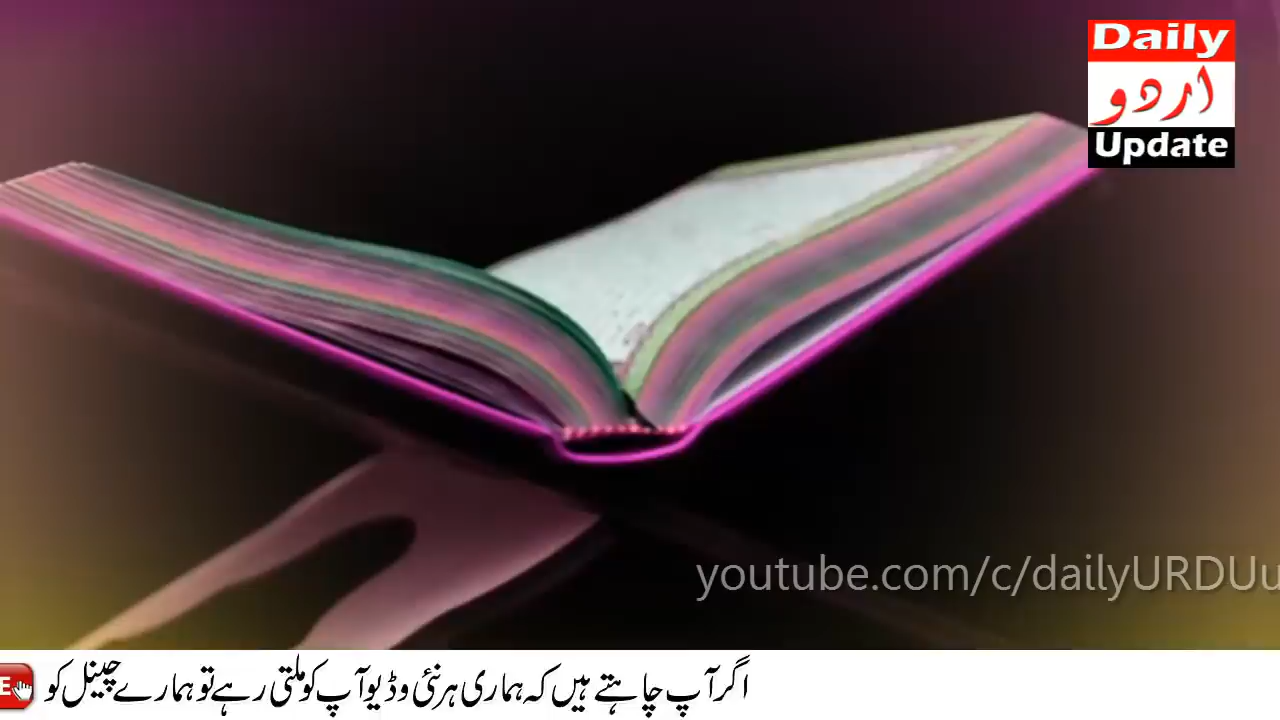 Daily
اردو
Update
youtube.com/c/dailyURDUu
اگر آپ چاہتے ہیں کہ ہماری ہر نئی وڈیو آپ کو ملتی رہے تو ہمارے چینل کو
E